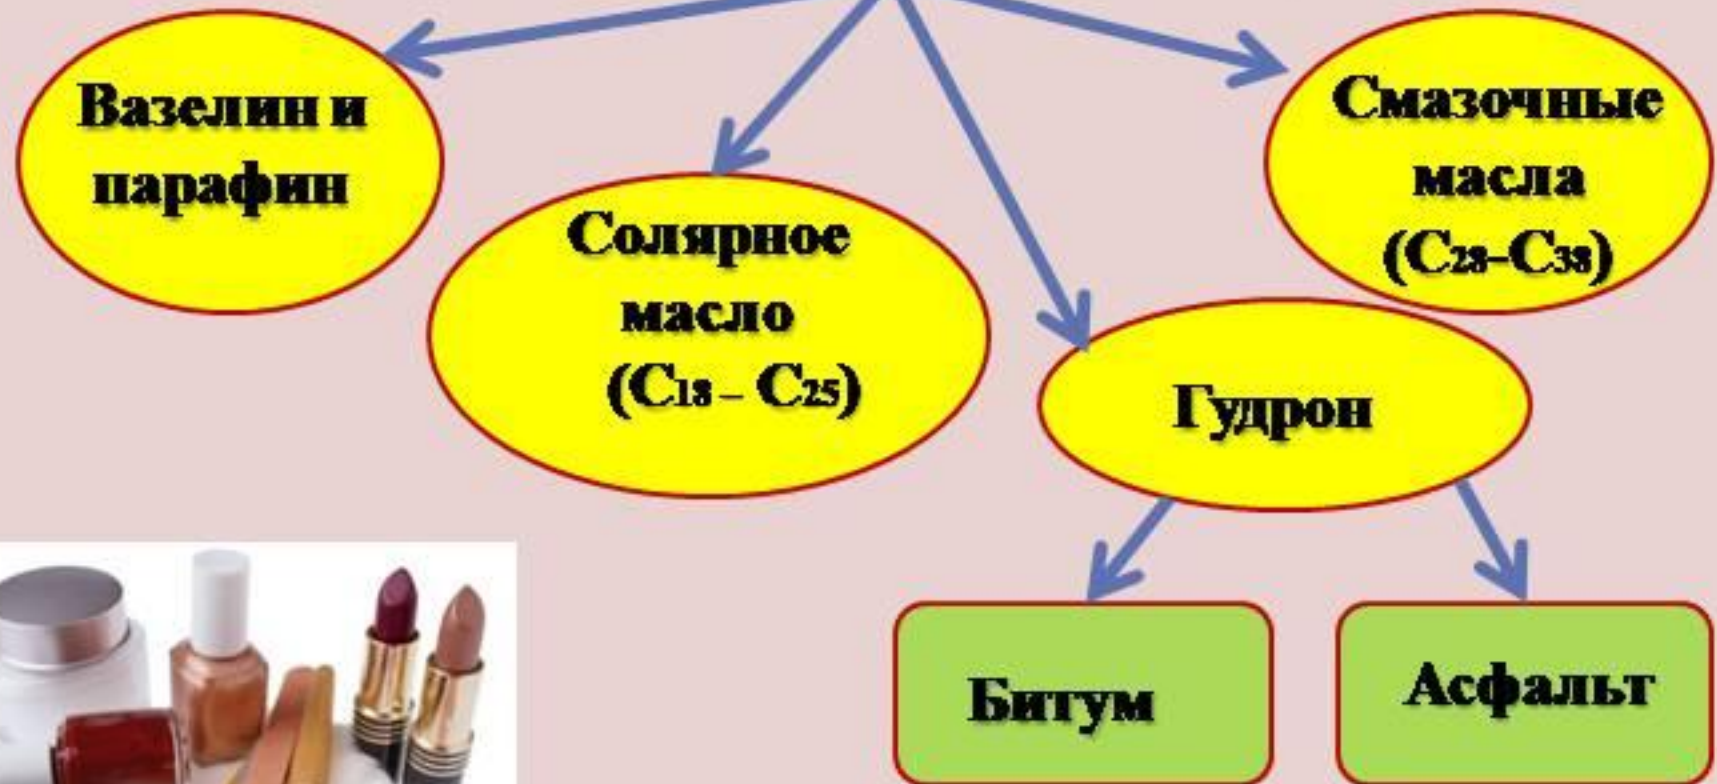 Вазелин и
парафин
Солярное
масло
(C₁₈ – C₂₅)
Смазочные
масла
(C₂₈–C₃₈)
Гудрон
Битум
Асфальт